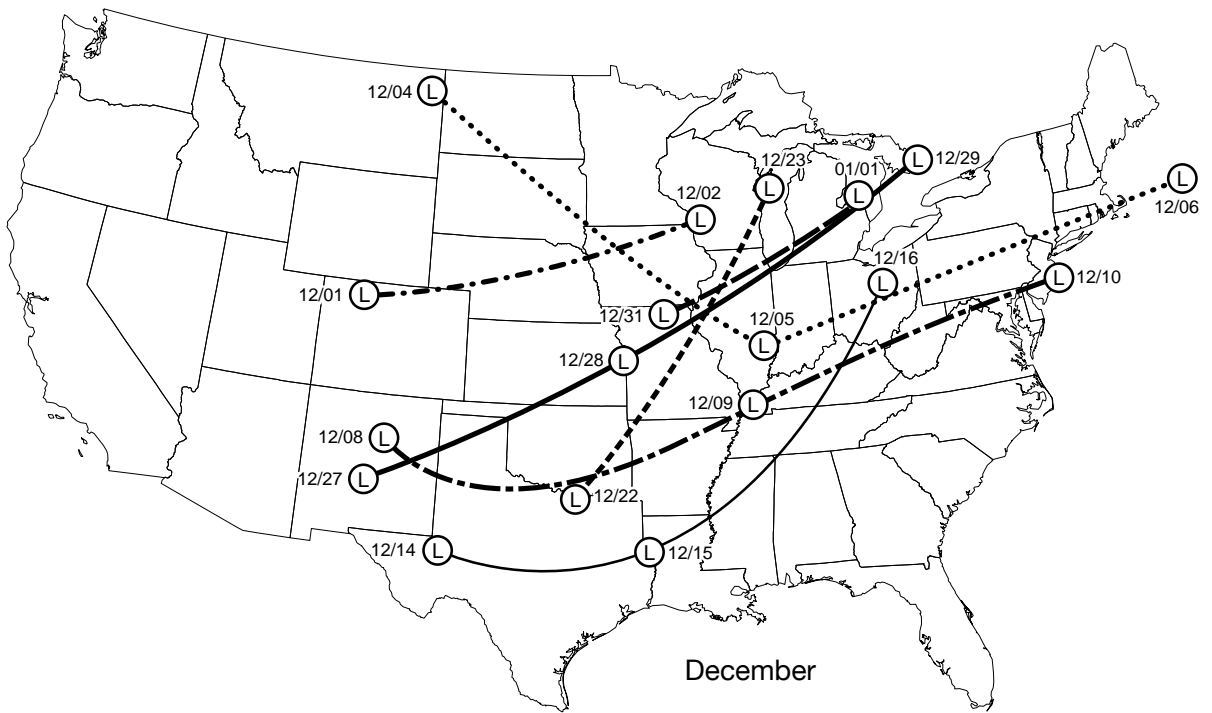 12/04 L
L 12/29
12/23
L
01/01
L
L
12/06
12/02
L
12/16
L
L 12/10
12/01 L
12/31 L
12/05
L
12/28 L
12/09 L
12/08 L
12/27 L
L 12/22
12/14 L
L 12/15
December